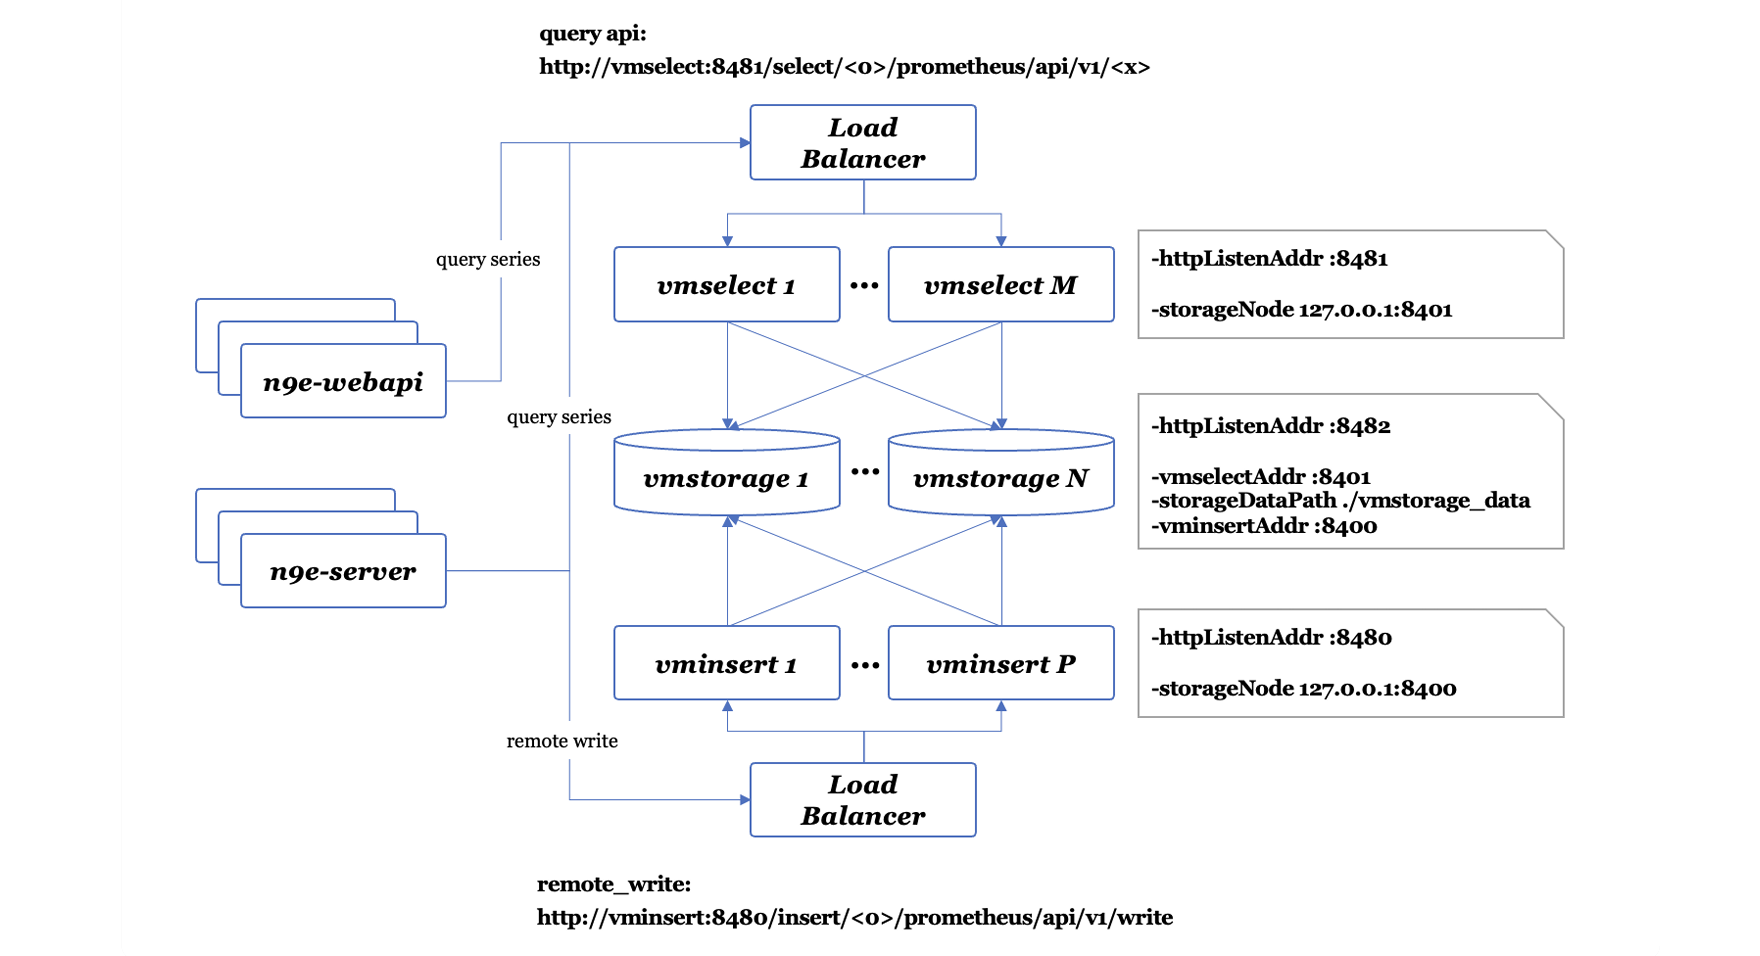 query api:
http://vmselect:8481/select/<0>/prometheus/api/v1/<x>
Load
Balancer
query series
vmselect 1
...
vmselect M
-httpListenAddr :8481
-storageNode 127.0.0.1:8401
n9e-webapi
query series
vmstorage 1
...
vmstorage N
-httpListenAddr :8482
-vmselectAddr :8401
-storageDataPath ./vmstorage_data
-vminsertAddr :8400
n9e-server
vminsert 1
...
vminsert P
-httpListenAddr :8480
-storageNode 127.0.0.1:8400
remote write
Load
Balancer
remote_write:
http://vminsert:8480/insert/<0>/prometheus/api/v1/write